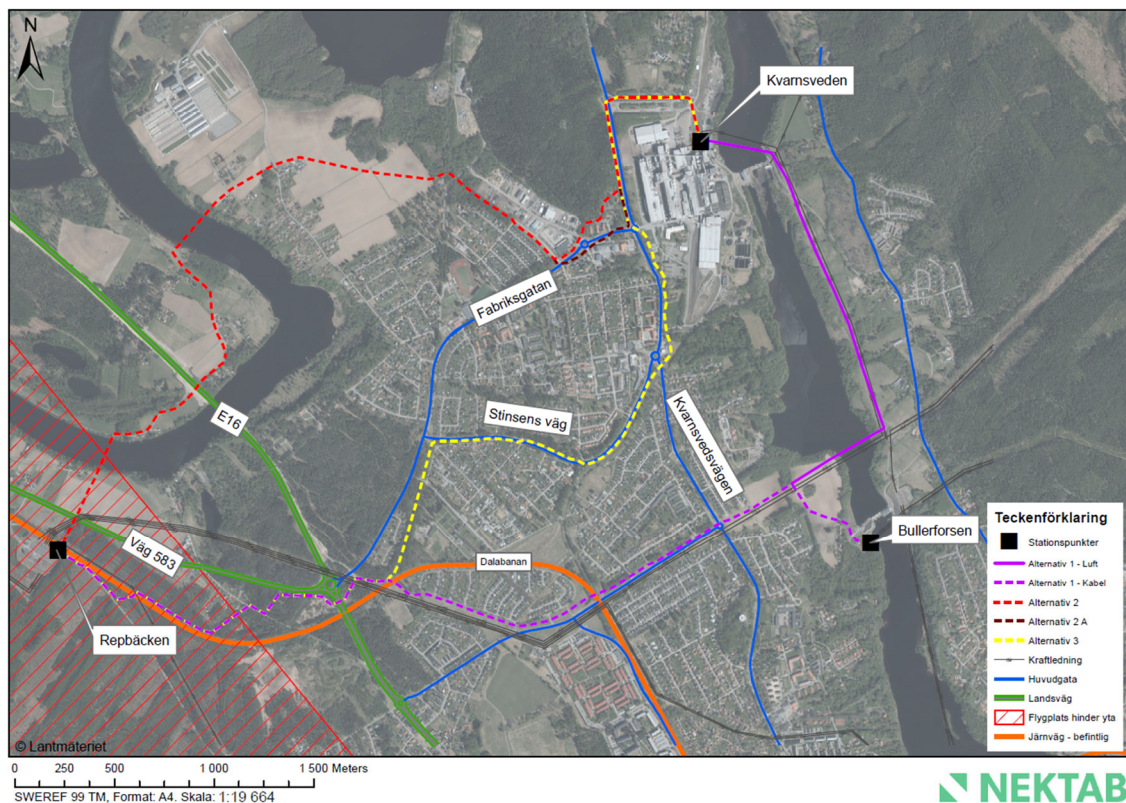 N
Kvarnsveden
Fabriksgatan
E16
Stinsens väg
Kvarnsvedsvägen
Bullerforsen
Väg 583
Dalabanan
Repbäcken
Teckenförklaring
Stationspunkter
Alternativ 1 - Luft
Alternativ 1 - Kabel
Alternativ 2
Alternativ 2 A
Alternativ 3
Kraftledning
Huvudgata
Landsväg
Flygplats hinder yta
Järnväg - befintlig
© Lantmäteriet
0 250 500 1 000 1 500 Meters
SWEREF 99 TM, Format: A4. Skala: 1:19 664
NEKTAB